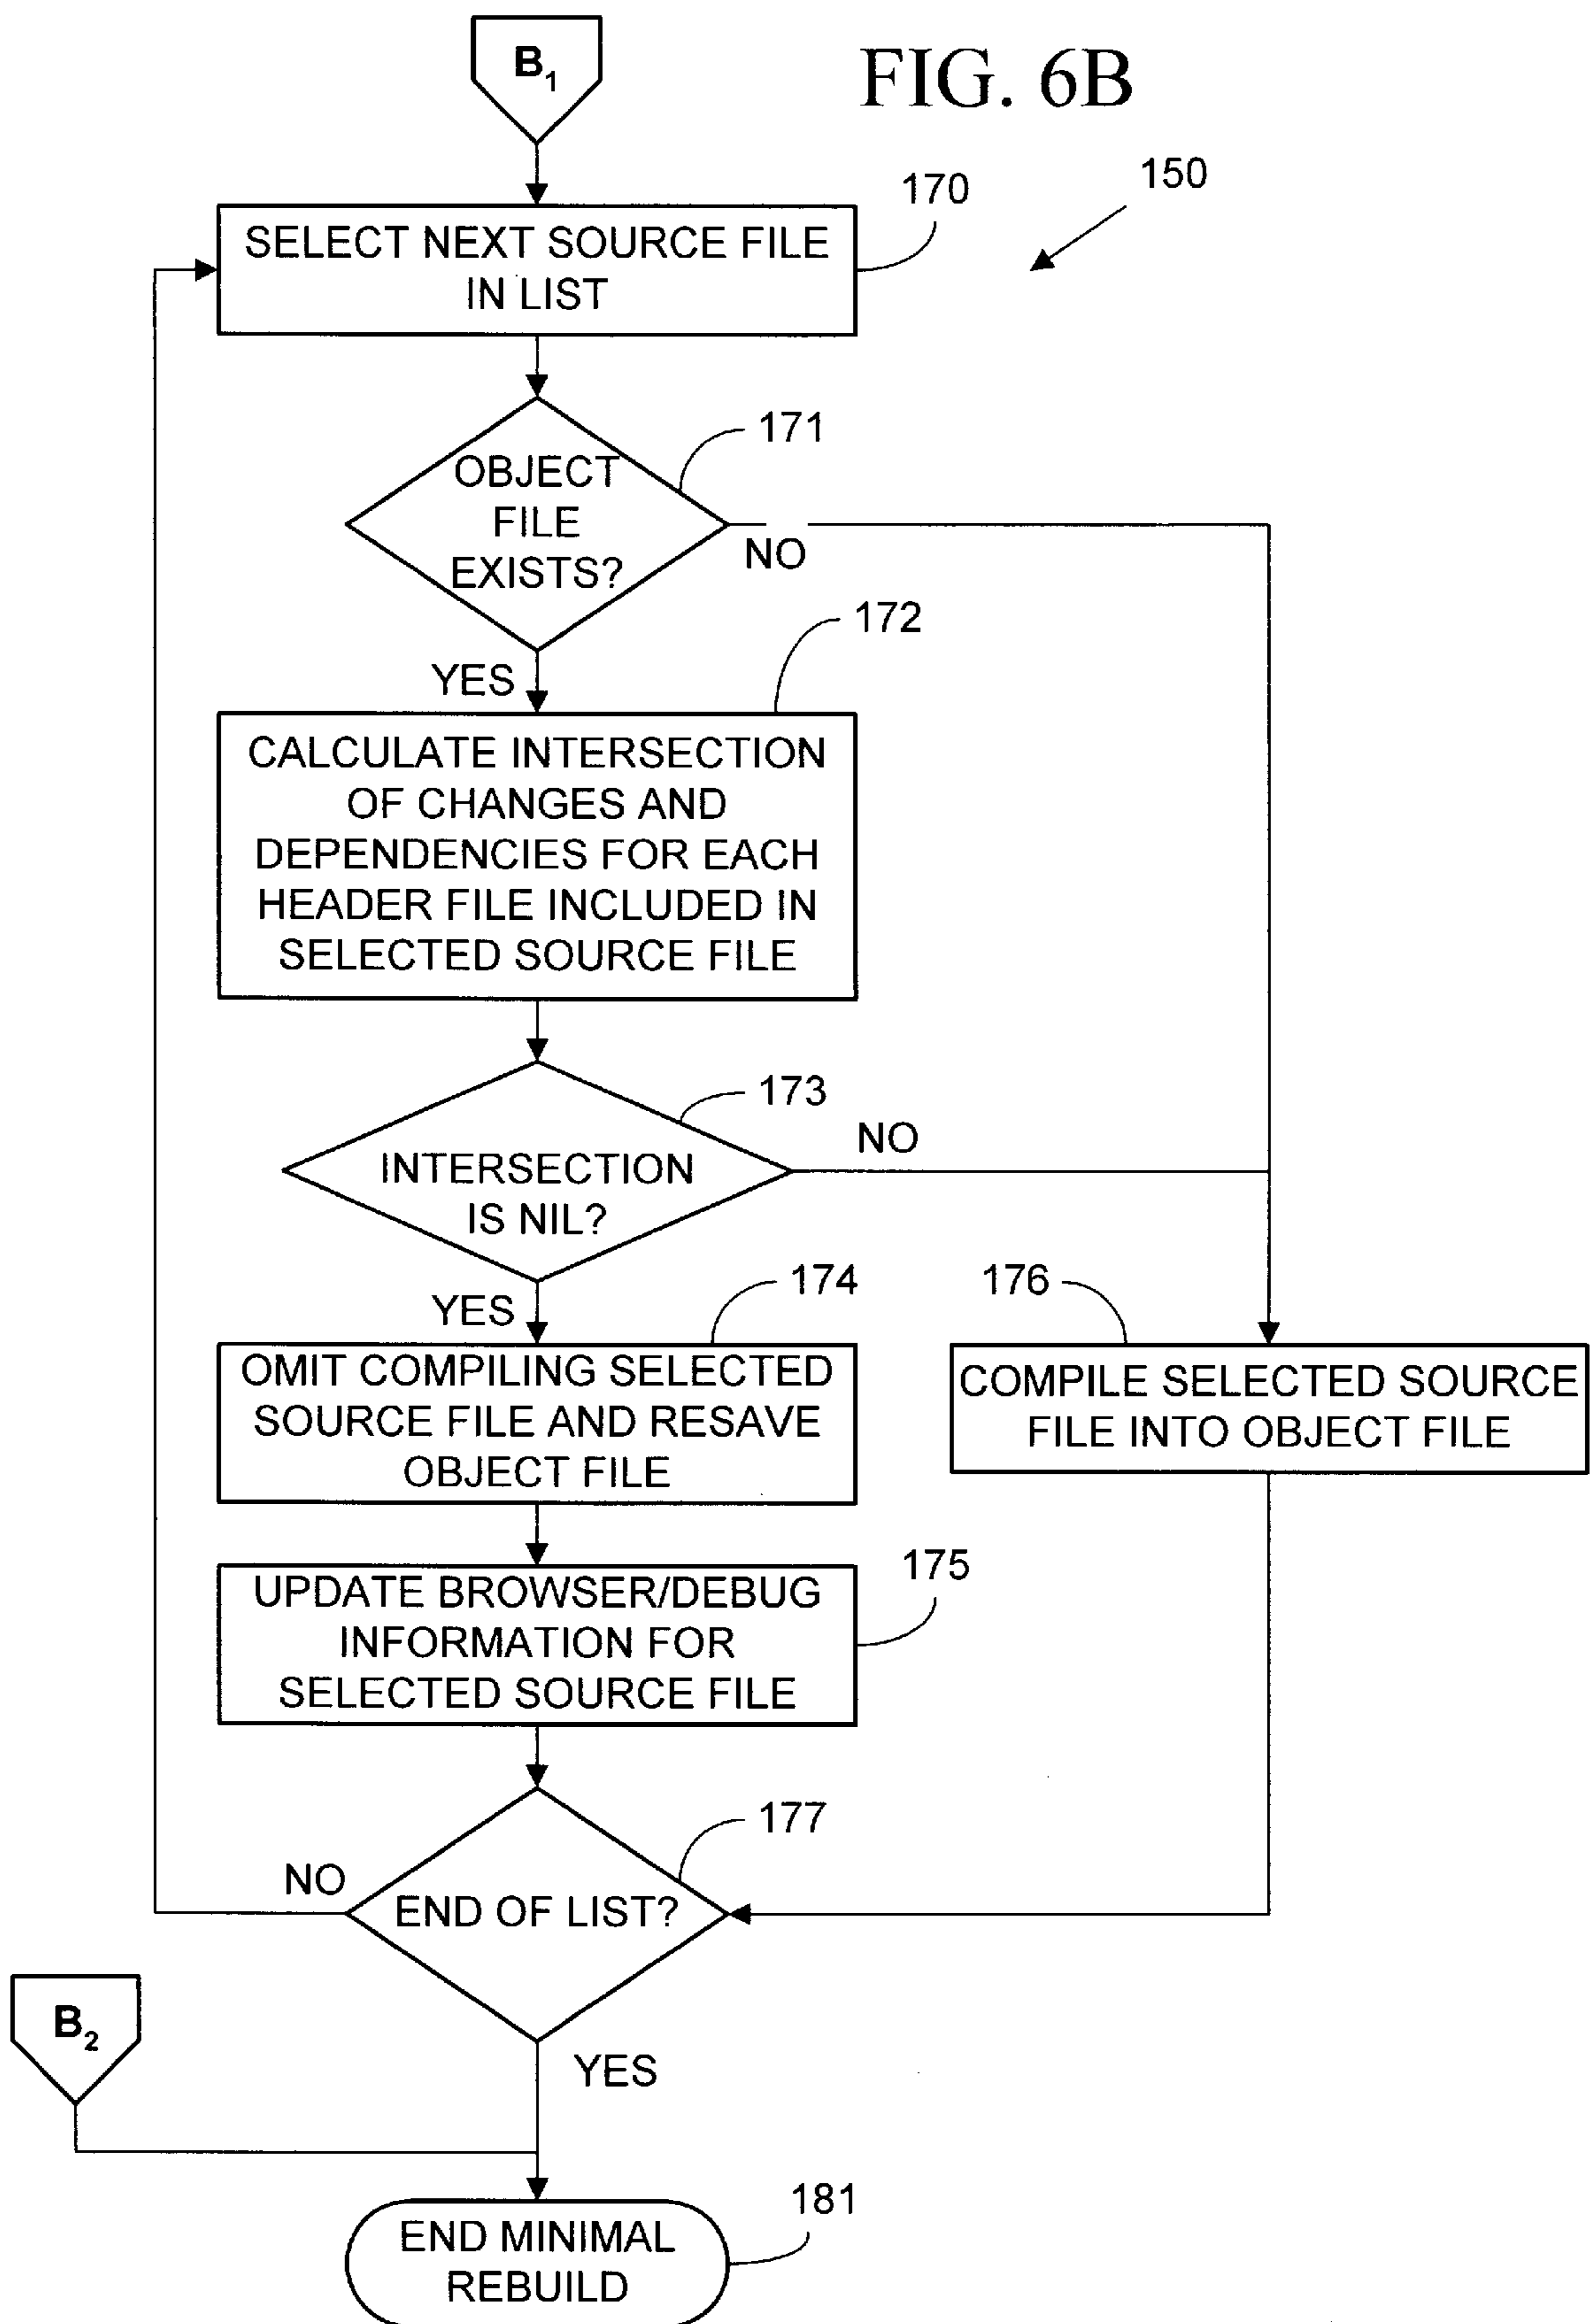 B1
FIG. 6B
150
170
SELECT NEXT SOURCE FILE
IN LIST
171
OBJECT
FILE
EXISTS?
NO
172
YES
CALCULATE INTERSECTION
OF CHANGES AND
DEPENDENCIES FOR EACH
HEADER FILE INCLUDED IN
SELECTED SOURCE FILE
173
NO
INTERSECTION
IS NIL?
174
176
YES
OMIT COMPILING SELECTED
SOURCE FILE AND RESAVE
OBJECT FILE
COMPILE SELECTED SOURCE
FILE INTO OBJECT FILE
175
UPDATE BROWSER/DEBUG
INFORMATION FOR
SELECTED SOURCE FILE
177
NO
END OF LIST?
B2
YES
181
END MINIMAL
REBUILD